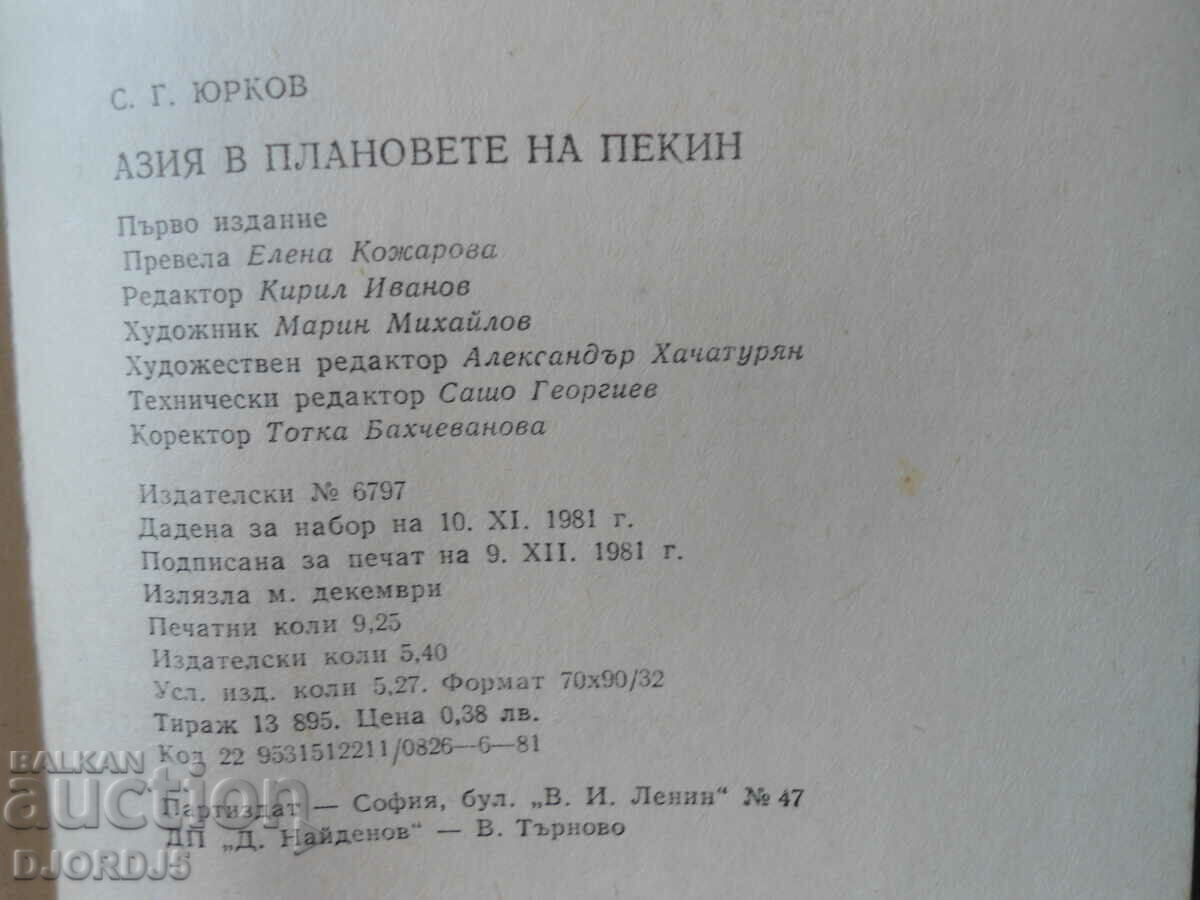 С. Г. ЮРКОВ
АЗИЯ В ПЛАНОВЕТЕ НА ПЕКИН
Първо издание
Превела Елена Кожарова
Редактор Кирил Иванов
Художник Марин Михайлов
Художествен редактор Александър Хачатурян
Технически редактор Сашо Георгиев
Коректор Тотка Бахчеванова
Издателски № 6797
Дадена за набор на 10. XI. 1981 г.
Подписана за печат на 9. XII. 1981 г.
Излязла м. декември
Печатни коли 9,25
Издателски коли 5,40
Усл. изд. коли 5,27. Формат 70x90/32
Тираж 13 895. Цена 0,38 лв.
Код 22 9531512211/0826—6—81
Партиздат — София, бул. „В. И. Ленин“ № 47
ДП „Д. Найденов“ — В. Търново
BALKAN
auction
DJORDJ5